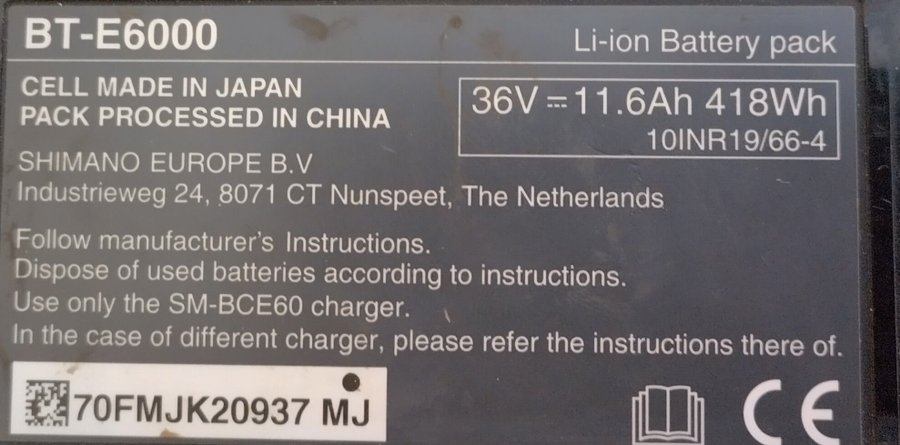 BT-E6000
Li-ion Battery pack
CELL MADE IN JAPAN
PACK PROCESSED IN CHINA
36V⎓11.6Ah 418Wh
10INR19/66-4
SHIMANO EUROPE B.V
Industrieweg 24, 8071 CT Nunspeet, The Netherlands
Follow manufacturer's Instructions.
Dispose of used batteries according to instructions.
Use only the SM-BCE60 charger.
In the case of different charger, please refer the instructions there of.
70FMJK20937 MJ
CE